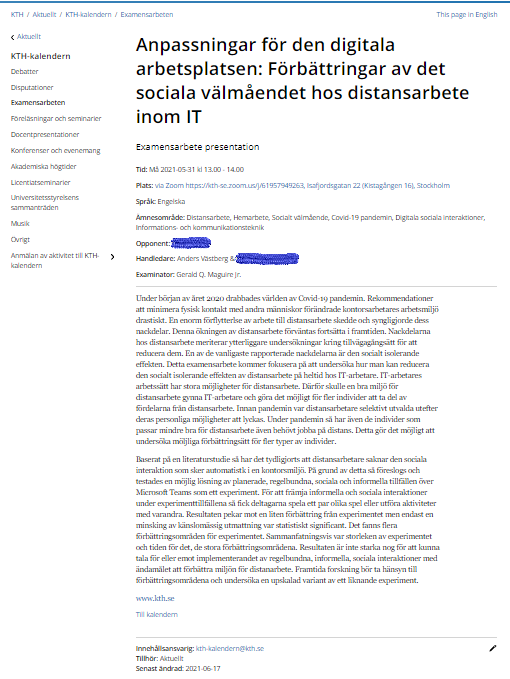 KTH / Aktuellt / KTH-kalendern / Examensarbeten
This page in English
Aktuellt
KTH-kalendern
Debatter
Disputationer
Examensarbeten
Föreläsningar och seminarier
Docentpresentationer
Konferenser och evenemang
Akademiska högtider
Licentiatseminarier
Universitetsstyrelsens
sammanträden
Musik
Övrigt
Anmälan av aktivitet till KTH-
kalendern
Anpassningar för den digitala
arbetsplatsen: Förbättringar av det
sociala välmåendet hos distansarbete
inom IT
Examensarbete presentation
Tid: Må 2021-05-31 kl 13.00 - 14.00
Plats: via Zoom https://kth-se.zoom.us/j/61957949263, Isafjordsgatan 22 (Kistagången 16), Stockholm
Språk: Engelska
Ämnesområde: Distansarbete, Hemarbete, Socialt välmående, Covid-19 pandemin, Digitala sociala interaktioner,
Informations- och kommunikationsteknik
Opponent:
Handledare: Anders Västberg &
Examinator: Gerald Q. Maguire Jr.
Under början av året 2020 drabbades världen av Covid-19 pandemin. Rekommendationer
att minimera fysisk kontakt med andra människor förändrade kontorsarbetares arbetsmiljö
drastiskt. En enorm förflyttelse av arbete till distansarbete skedde och synliggjorde dess
nackdelar. Denna ökningen av distansarbete förväntas fortsätta i framtiden. Nackdelarna
hos distansarbete meriterar ytterliggare undersökningar kring tillvägagångsätt för att
reducera dem. En av de vanligaste rapporterade nackdelarna är den socialt isolerande
effekten. Detta examensarbete kommer fokusera på att undersöka hur man kan reducera
den socialt isolerande effekten av distansarbete på heltid hos IT-arbetare. IT-arbetares
arbetssätt har stora möjligheter för distansarbete. Därför skulle en bra miljö för
distansarbete gynna IT-arbetare och göra det möjligt för fler individer att ta del av
fördelarna från distansarbete. Innan pandemin var distansarbetare selektivt utvalda utefter
deras personliga möjligheter att lyckas. Under pandemin så har även de individer som
passar mindre bra för distansarbete även behövt jobba på distans. Detta gör det möjligt att
undersöka möljliga förbättringsätt för fler typer av individer.
Baserat på en literaturstudie så har det tydligjorts att distansarbetare saknar den sociala
interaktion som sker automatistk i en kontorsmiljö. På grund av detta så föreslogs och
testades en möjlig lösning av planerade, regelbundna, sociala och informella tillfällen över
Microsoft Teams som ett experiment. För att främja informella och sociala interaktioner
under experimenttillfällena så fick deltagarna spela ett par olika spel eller utföra aktiviteter
med varandra. Resultaten pekar mot en liten förbättring från experimentet men endast en
minsking av känslomässig utmattning var statistiskt significant. Det fanns flera
förbättringsområden för experimentet. Sammanfatningsvis var storleken av experimentet
och tiden för det, de stora förbättringsområdena. Resultaten är inte starka nog för att kunna
tala för eller emot implementerandet av regelbundna, informella, sociala interaktioner med
ändamålet att förbättra miljön för distanarbete. Framtida forskning bör ta hänsyn till
förbättringsområdena och undersöka en upskalad variant av ett liknande experiment.
www.kth.se
Till kalendern
Innehållsansvarig: kth-kalendern@kth.se
Tillhör: Aktuellt
Senast ändrad: 2021-06-17